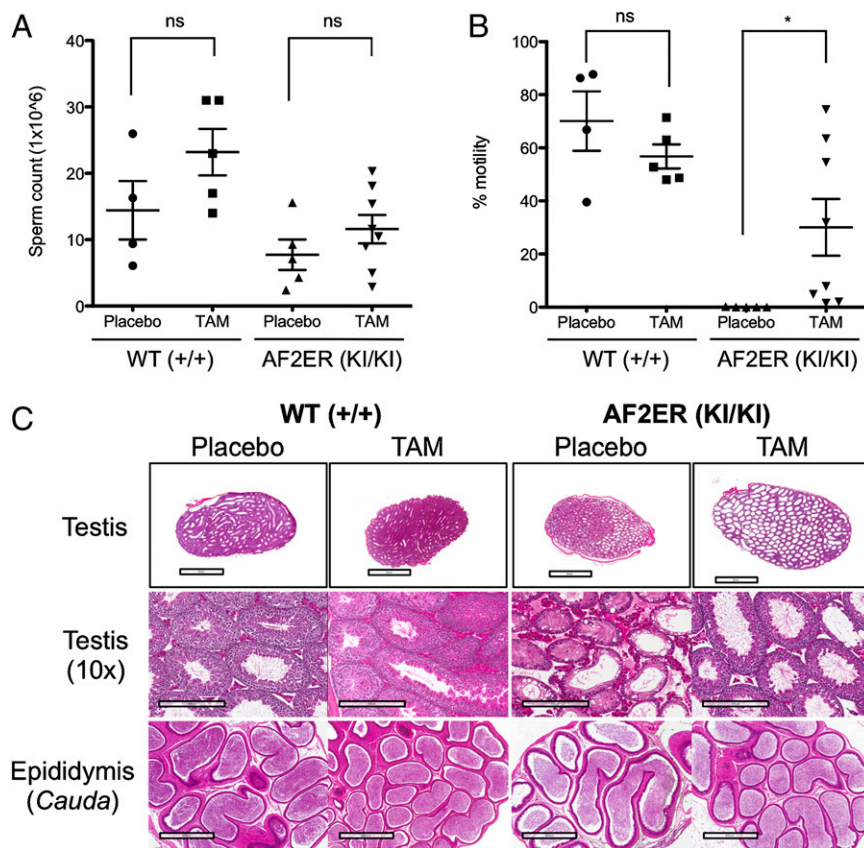 A
ns
ns
Sperm count (1x10^6)
40
30
20
10
0
Placebo
TAM
Placebo
TAM
WT (+/+)
AF2ER (KI/KI)
B
ns
*
% motility
100
80
60
40
20
0
Placebo
TAM
Placebo
TAM
WT (+/+)
AF2ER (KI/KI)
C
WT (+/+)
AF2ER (KI/KI)
Placebo
TAM
Placebo
TAM
Testis
Testis
(10x)
Epididymis
(Cauda)